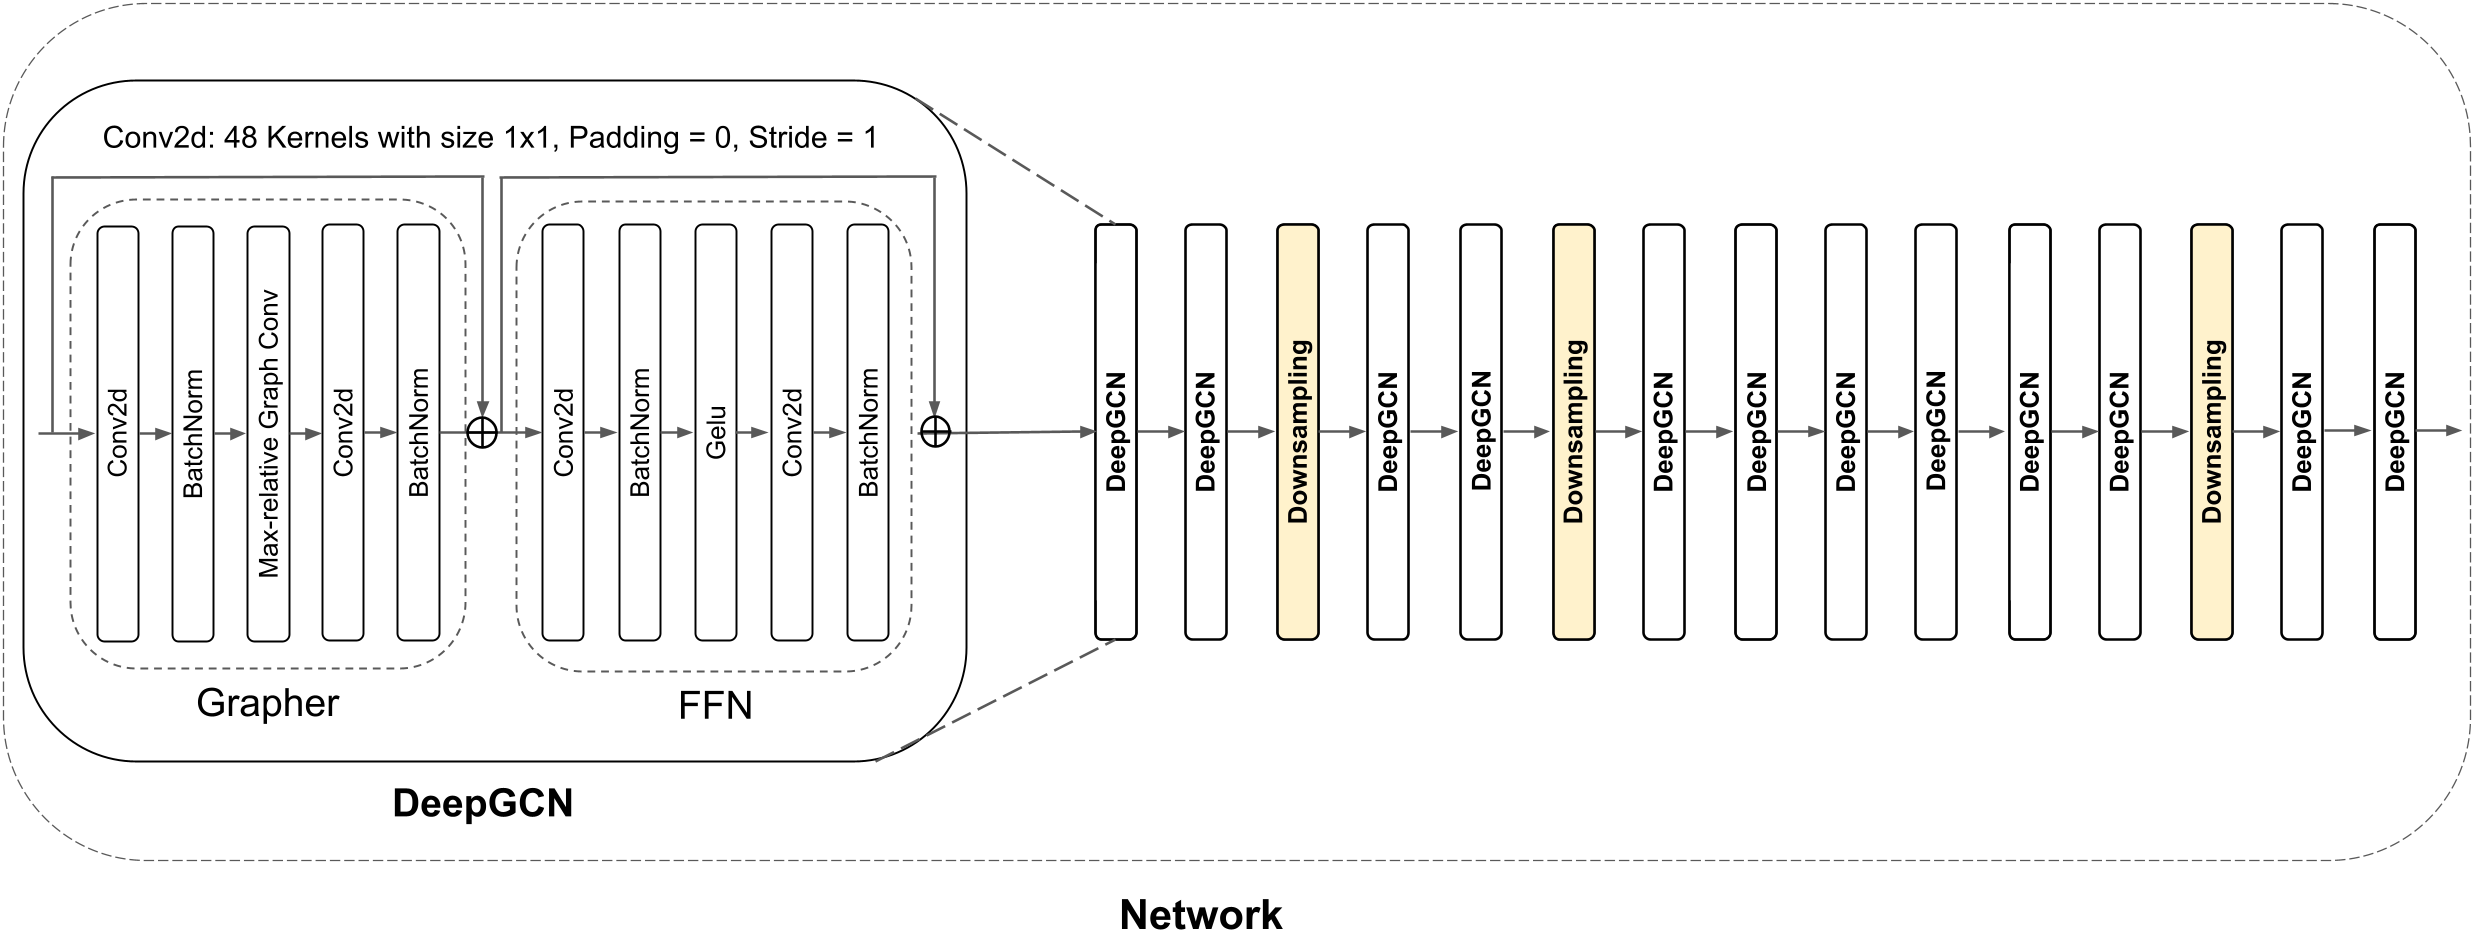 Conv2d: 48 Kernels with size 1x1, Padding = 0, Stride = 1
Conv2d
BatchNorm
Max-relative Graph Conv
Conv2d
BatchNorm
Conv2d
BatchNorm
Gelu
Conv2d
BatchNorm
Grapher
FFN
DeepGCN
DeepGCN
DeepGCN
Downsampling
DeepGCN
DeepGCN
Downsampling
DeepGCN
DeepGCN
DeepGCN
DeepGCN
DeepGCN
DeepGCN
Downsampling
DeepGCN
DeepGCN
Network